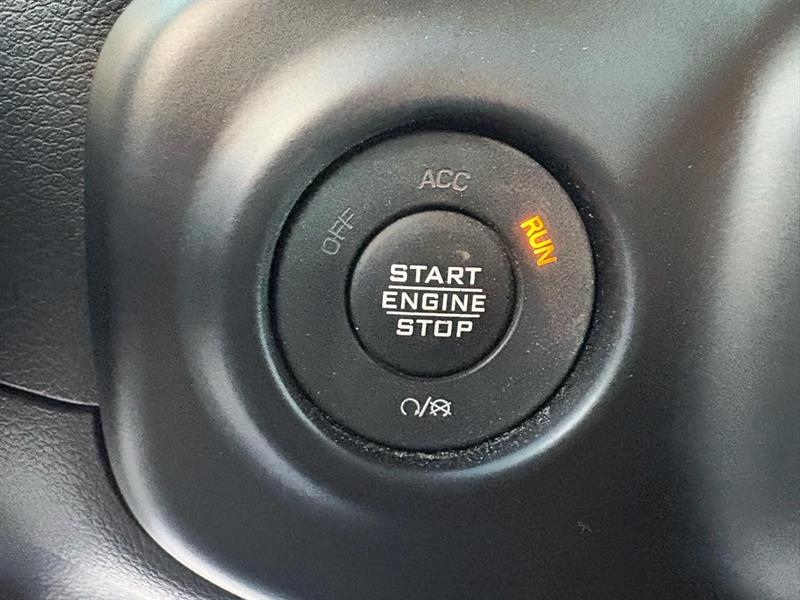 OFF
ACC
RUN
START
ENGINE
STOP